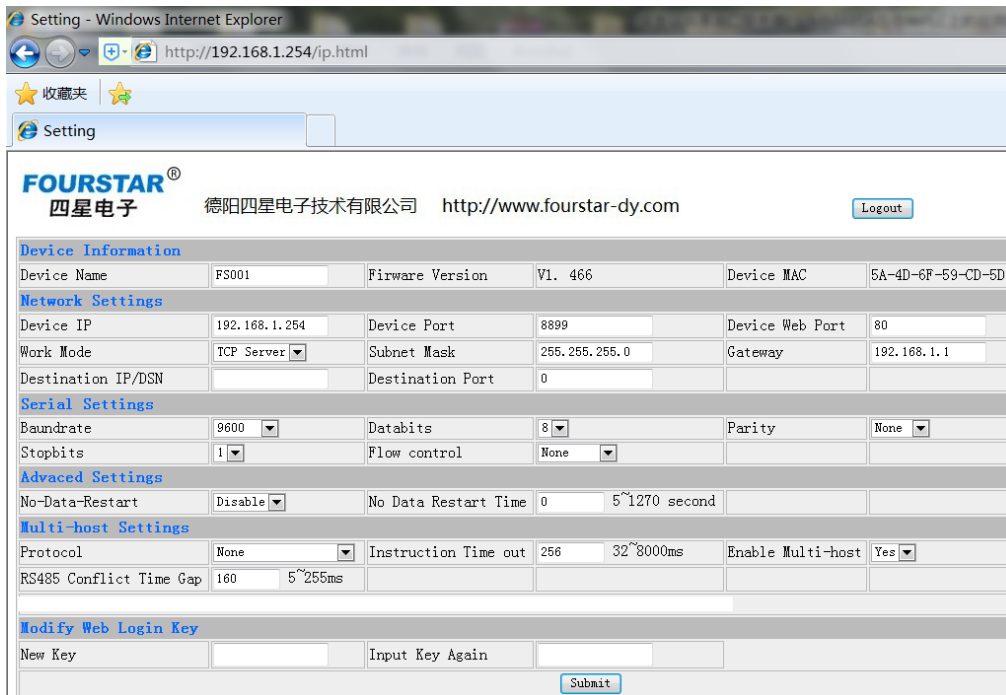 Setting - Windows Internet Explorer
http://192.168.1.254/ip.html
收藏夹
Setting
FOURSTAR®
四星电子 德阳四星电子技术有限公司 http://www.fourstar-dy.com Logout
Device Information
Device Name FS001 Firware Version V1. 466 Device MAC 5A-4D-6F-59-CD-5D
Network Settings
Device IP 192.168.1.254 Device Port 8899 Device Web Port 80
Work Mode TCP Server Subnet Mask 255.255.255.0 Gateway 192.168.1.1
Destination IP/DSN Destination Port 0
Serial Settings
Baundrate 9600 Databits 8 Parity None
Stopbits 1 Flow control None
Advaced Settings
No-Data-Restart Disable No Data Restart Time 0 5~1270 second
Multi-host Settings
Protocol None Instruction Time out 256 32~8000ms Enable Multi-host Yes
RS485 Conflict Time Gap 160 5~255ms
Modify Web Login Key
New Key Input Key Again
Submit